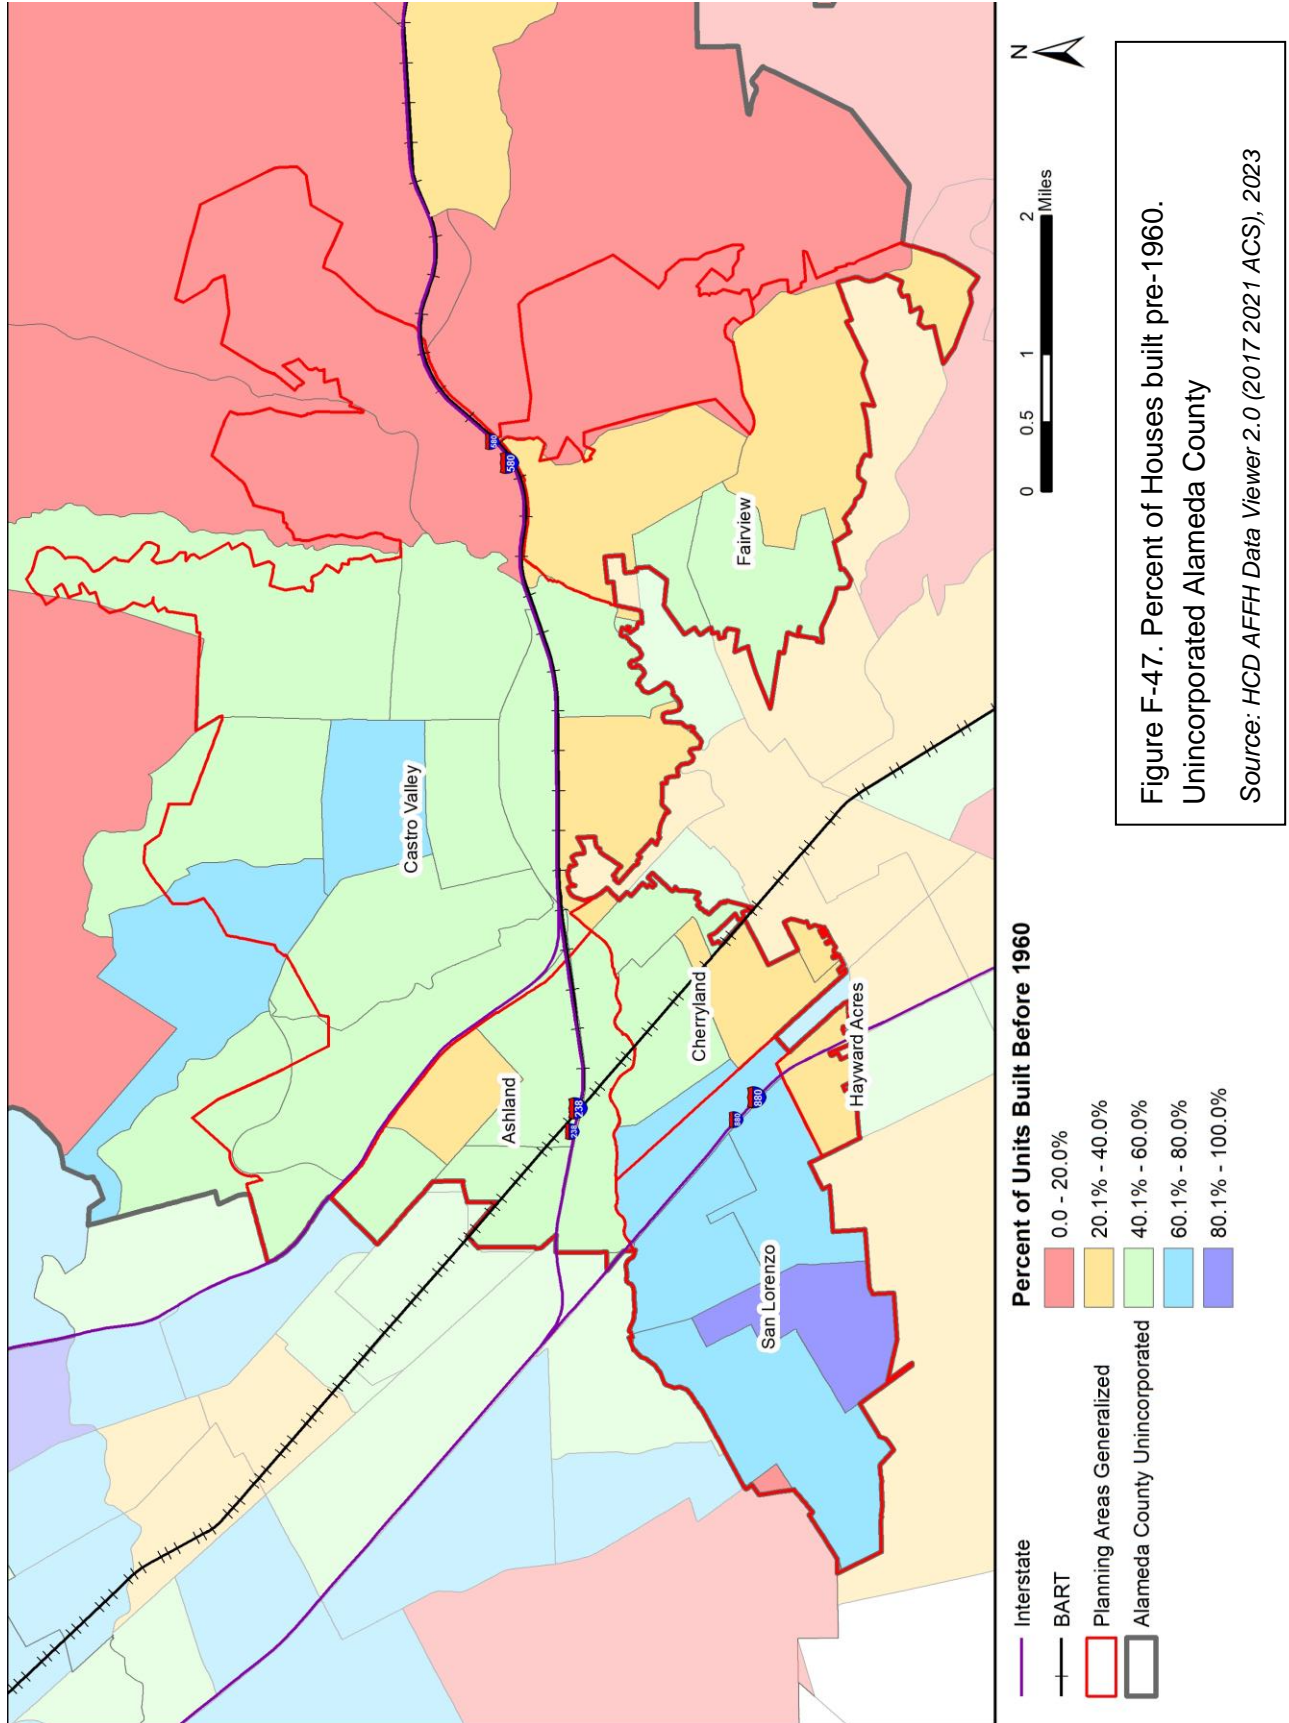 580
580
Castro Valley
Fairview
Ashland
238
238
Cherryland
880
880
Hayward Acres
San Lorenzo
N
Interstate
BART
Planning Areas Generalized
Alameda County Unincorporated
Percent of Units Built Before 1960
0.0 - 20.0%
20.1% - 40.0%
40.1% - 60.0%
60.1% - 80.0%
80.1% - 100.0%
0 0.5 1 2 Miles
Figure F-47. Percent of Houses built pre-1960.
Unincorporated Alameda County
Source: HCD AFFH Data Viewer 2.0 (2017 2021 ACS), 2023